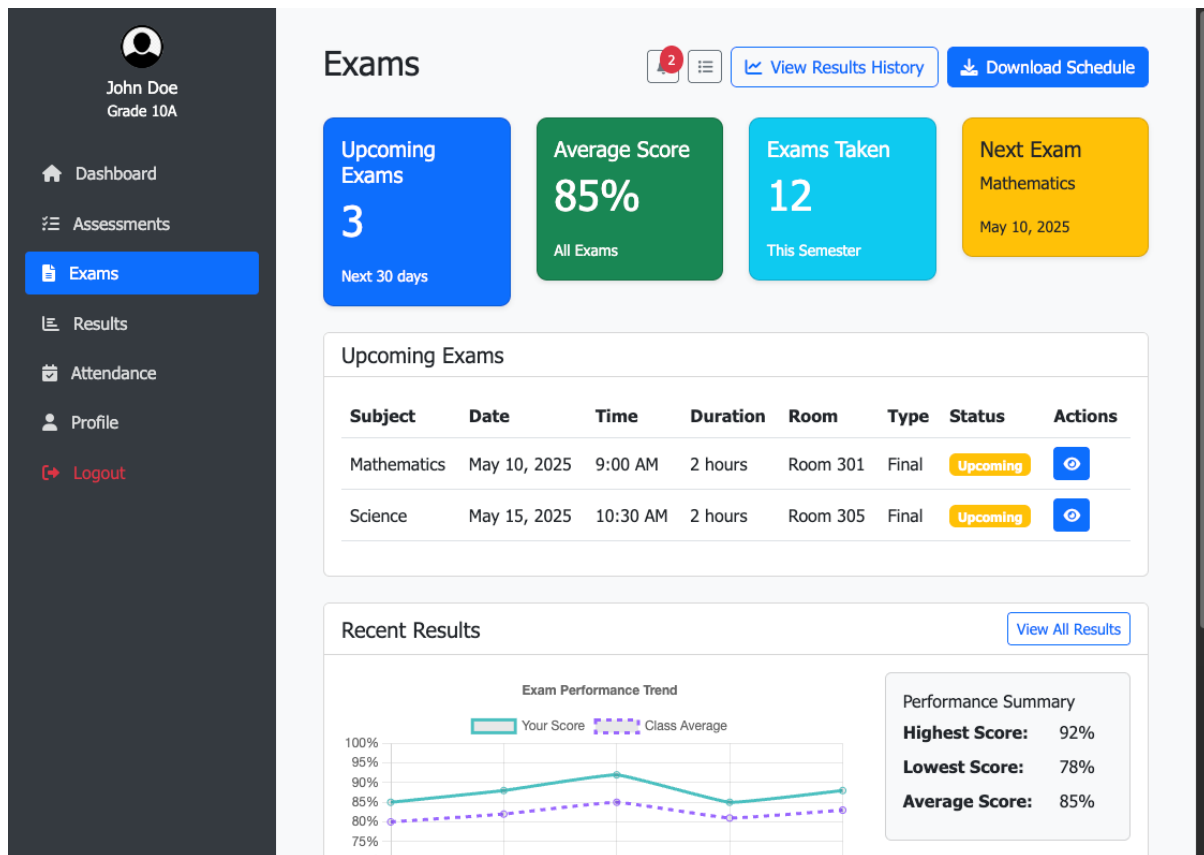 John Doe
Grade 10A
Dashboard
Assessments
Exams
Results
Attendance
Profile
Logout
Exams
2
View Results History
Download Schedule
Upcoming
Exams
3
Next 30 days
Average Score
85%
All Exams
Exams Taken
12
This Semester
Next Exam
Mathematics
May 10, 2025
Upcoming Exams
Subject Date Time Duration Room Type Status Actions
Mathematics May 10, 2025 9:00 AM 2 hours Room 301 Final Upcoming
Science May 15, 2025 10:30 AM 2 hours Room 305 Final Upcoming
Recent Results
View All Results
Exam Performance Trend
Your Score Class Average
100%
95%
90%
85%
80%
75%
Performance Summary
Highest Score: 92%
Lowest Score: 78%
Average Score: 85%